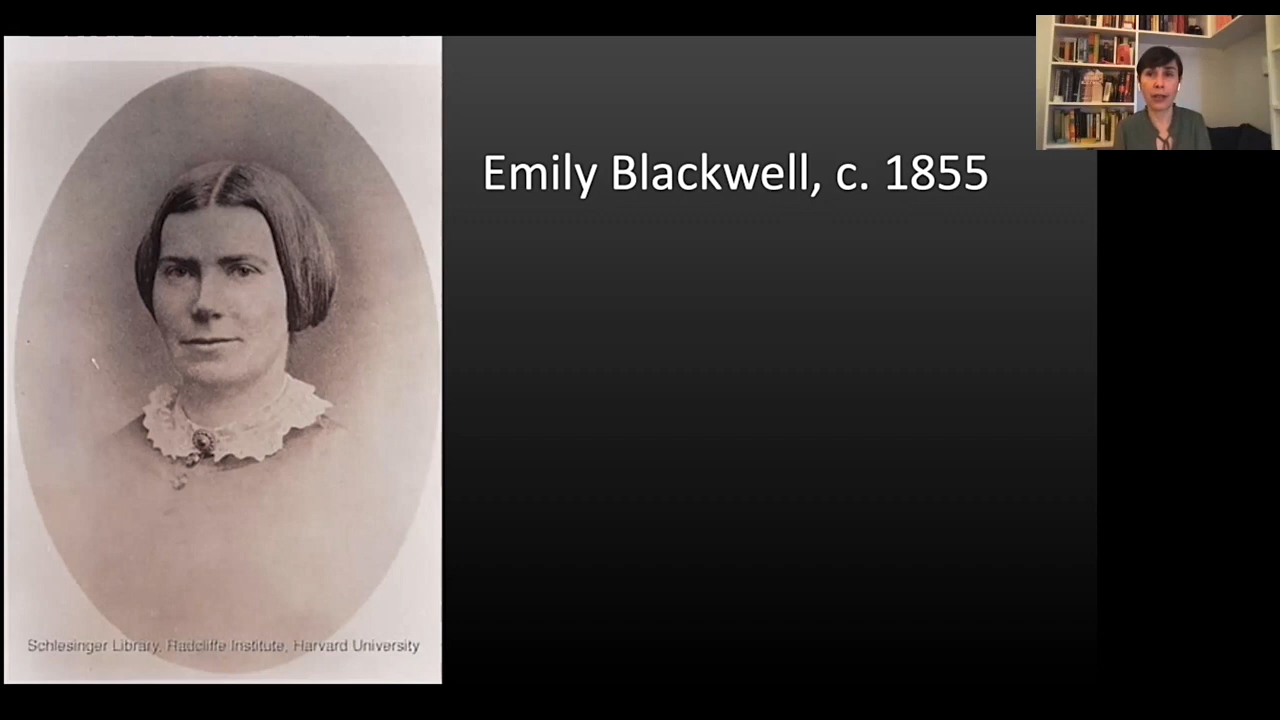 Emily Blackwell, c. 1855
Schlesinger Library, Radcliffe Institute, Harvard University